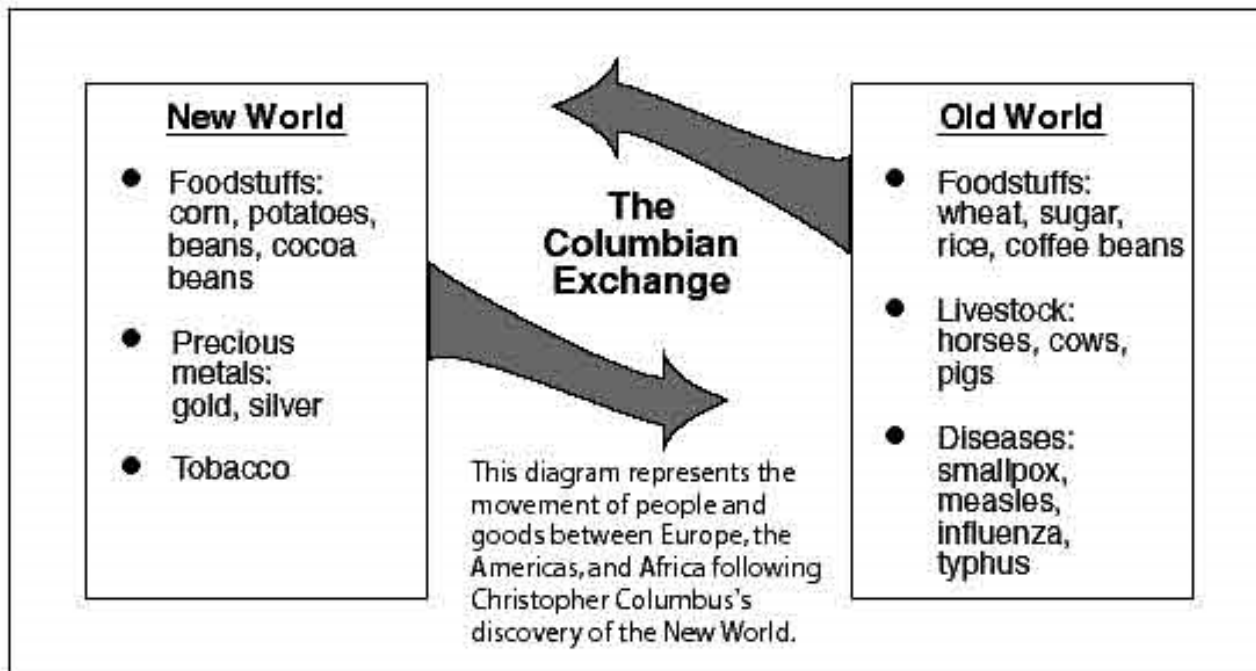 New World
• Foodstuffs:
corn, potatoes,
beans, cocoa
beans
• Precious
metals:
gold, silver
• Tobacco
The
Columbian
Exchange
This diagram represents the
movement of people and
goods between Europe, the
Americas, and Africa following
Christopher Columbus's
discovery of the New World.
Old World
• Foodstuffs:
wheat, sugar,
rice, coffee beans
• Livestock:
horses, cows,
pigs
• Diseases:
smallpox,
measles,
influenza,
typhus